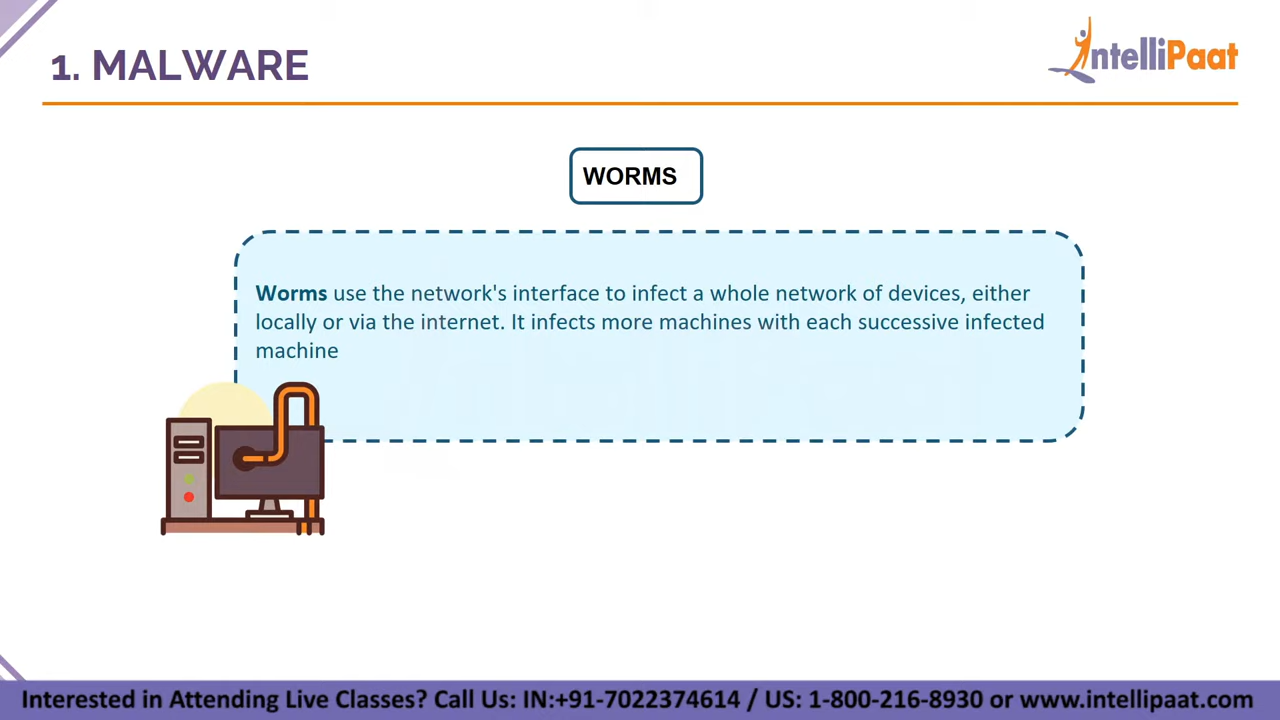 1. MALWARE
IntelliPaat
WORMS
Worms use the network's interface to infect a whole network of devices, either
locally or via the internet. It infects more machines with each successive infected
machine
Interested in Attending Live Classes? Call Us: IN:+91-7022374614 / US: 1-800-216-8930 or www.intellipaat.com